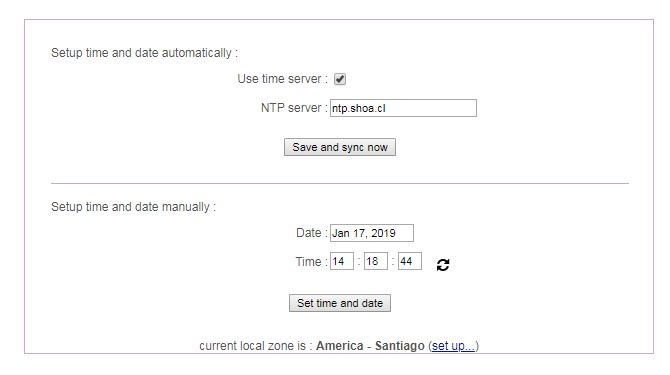 Setup time and date automatically :
Use time server :
NTP server : ntp.shoa.cl
Save and sync now
Setup time and date manually :
Date : Jan 17, 2019
Time : 14 : 18 : 44
Set time and date
current local zone is : America - Santiago (set up...)